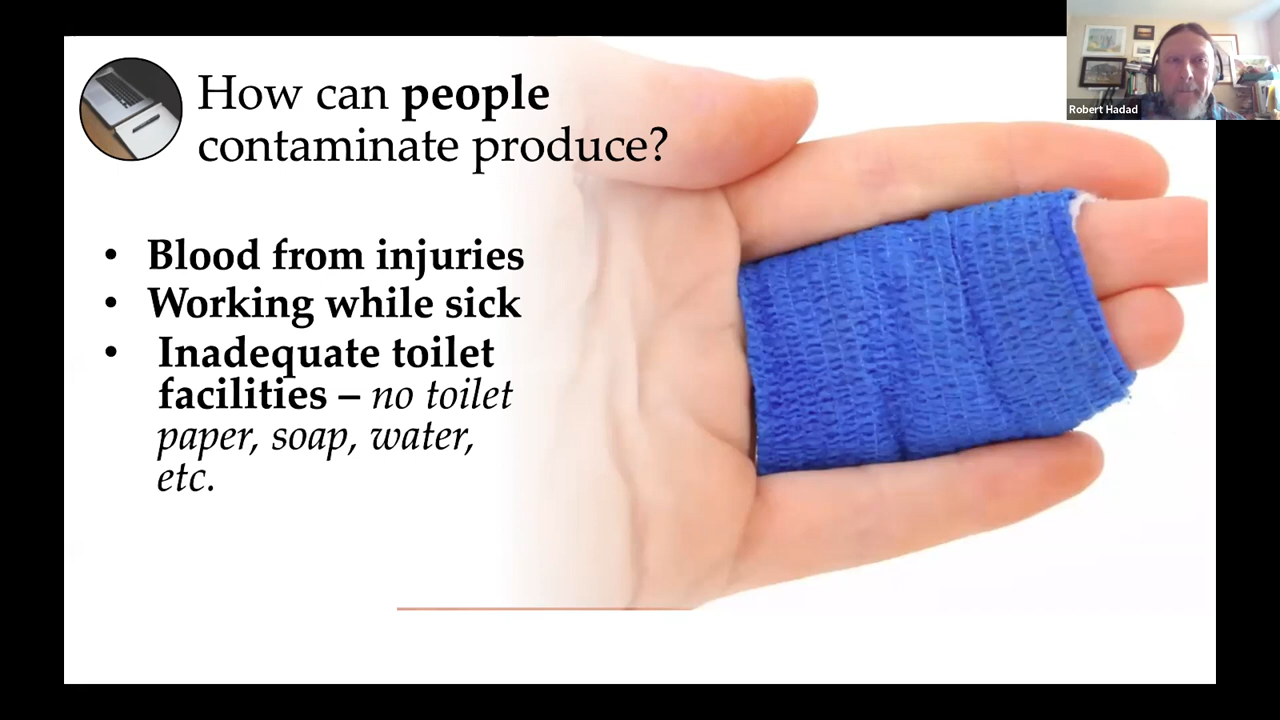 How can people
contaminate produce?
• Blood from injuries
• Working while sick
• Inadequate toilet
facilities – no toilet
paper, soap, water,
etc.
Robert Hadad